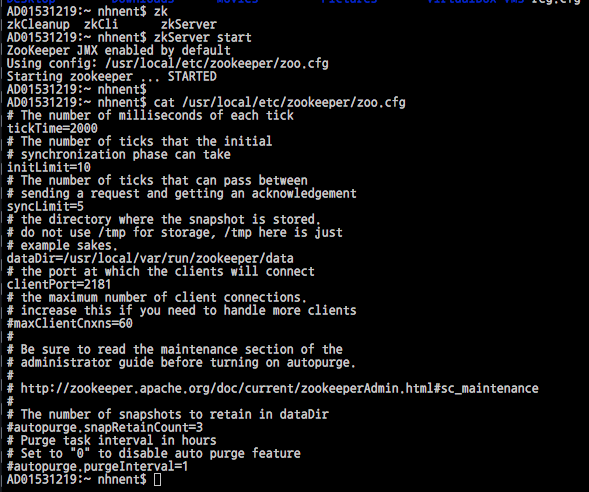 Desktop Downloads Movies Pictures VirtualBox VMs reg.cfg
AD01531219:~ nhnent$ zk
zkCleanup zkCli zkServer
AD01531219:~ nhnent$ zkServer start
ZooKeeper JMX enabled by default
Using config: /usr/local/etc/zookeeper/zoo.cfg
Starting zookeeper ... STARTED
AD01531219:~ nhnent$
AD01531219:~ nhnent$ cat /usr/local/etc/zookeeper/zoo.cfg
# The number of milliseconds of each tick
tickTime=2000
# The number of ticks that the initial
# synchronization phase can take
initLimit=10
# The number of ticks that can pass between
# sending a request and getting an acknowledgement
syncLimit=5
# the directory where the snapshot is stored.
# do not use /tmp for storage, /tmp here is just
# example sakes.
dataDir=/usr/local/var/run/zookeeper/data
# the port at which the clients will connect
clientPort=2181
# the maximum number of client connections.
# increase this if you need to handle more clients
#maxClientCnxns=60
#
# Be sure to read the maintenance section of the
# administrator guide before turning on autopurge.
#
# http://zookeeper.apache.org/doc/current/zookeeperAdmin.html#sc_maintenance
#
# The number of snapshots to retain in dataDir
#autopurge.snapRetainCount=3
# Purge task interval in hours
# Set to "0" to disable auto purge feature
#autopurge.purgeInterval=1
AD01531219:~ nhnent$